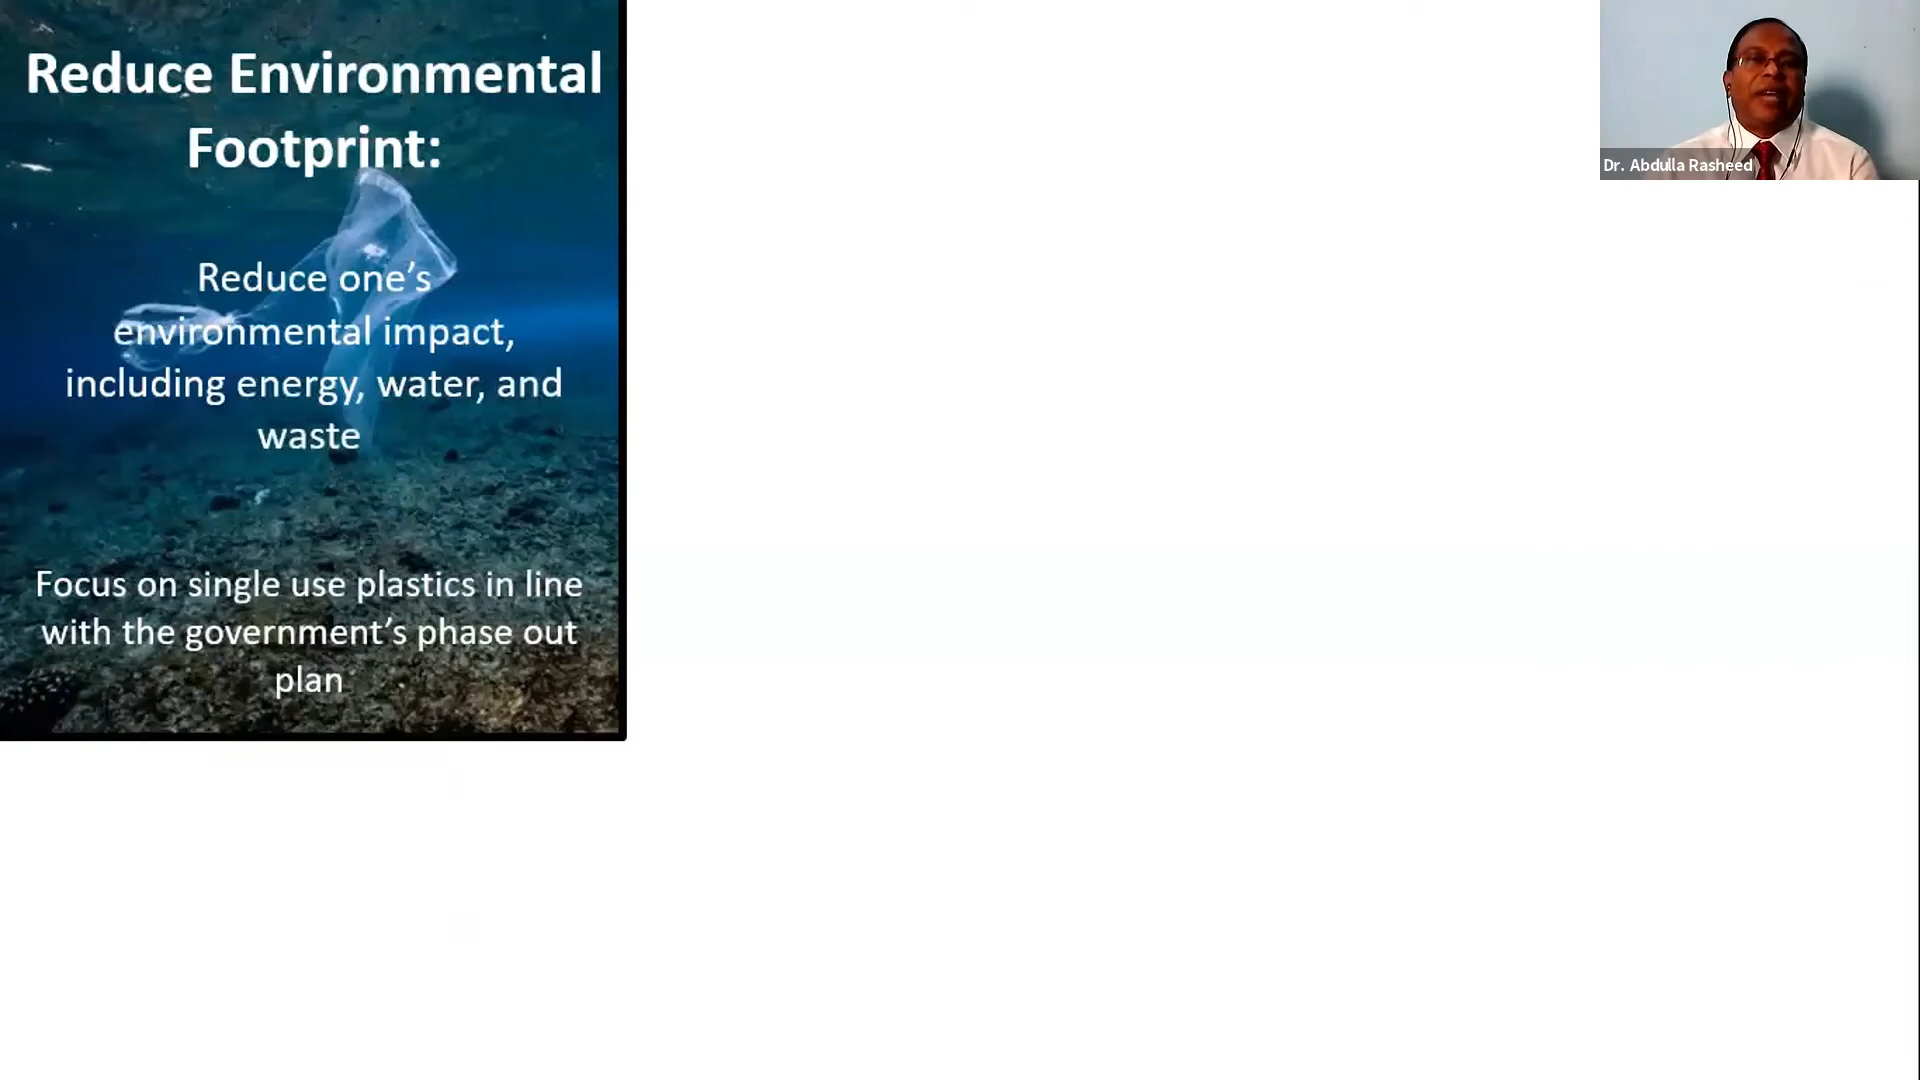 Reduce Environmental
Footprint:
Reduce one’s
environmental impact,
including energy, water, and
waste
Focus on single use plastics in line
with the government’s phase out
plan
Dr. Abdulla Rasheed